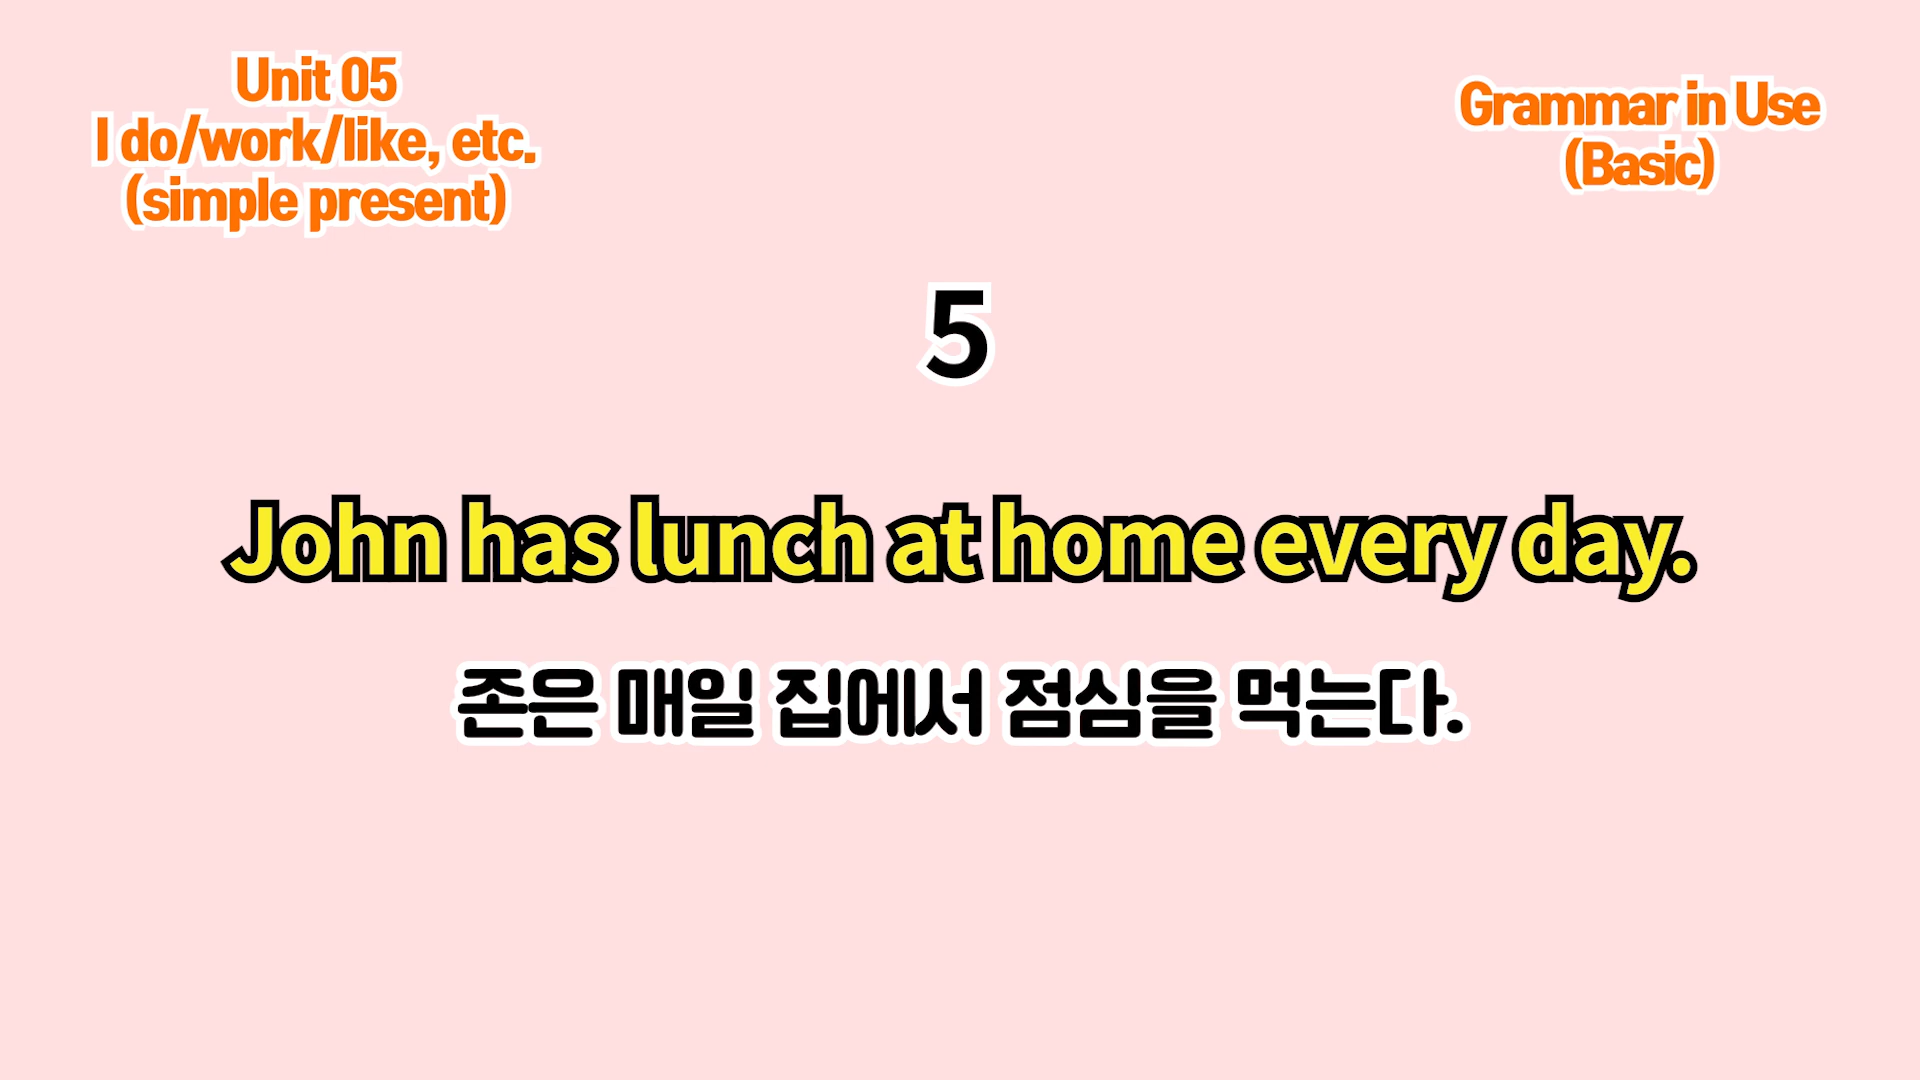 Unit 05
I do/work/like, etc.
(simple present)
Grammar in Use
(Basic)
5
John has lunch at home every day.
존은 매일 집에서 점심을 먹는다.